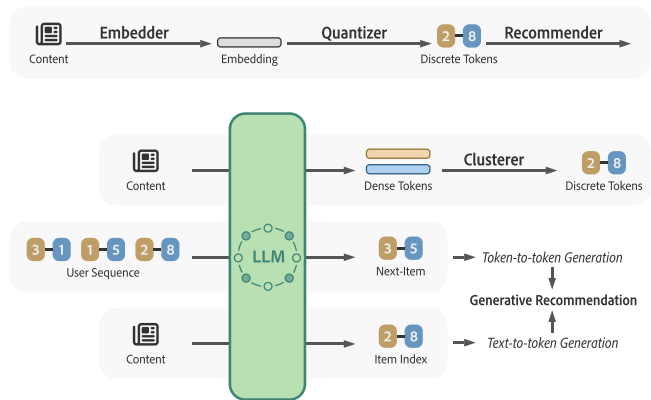 Embedder
Quantizer
Recommender
2 8
Content
Embedding
Discrete Tokens
Clusterer
2 8
Content
Dense Tokens
Discrete Tokens
3 1 1 5 2 8
LLM
3 5
Token-to-token Generation
User Sequence
Next-Item
Generative Recommendation
2 8
Text-to-token Generation
Content
Item Index